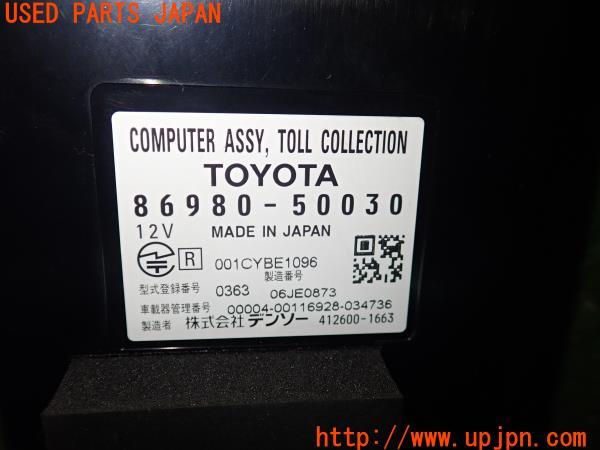 USED PARTS JAPAN
COMPUTER ASSY, TOLL COLLECTION
TOYOTA
86980-50030
12V MADE IN JAPAN
R 001CYBE1096
製造番号
型式登録番号 0363 06JE0873
車載器管理番号 00004-00116928-034736
製造者 株式会社 デンソー 412600-1663
http://www.upjpn.com